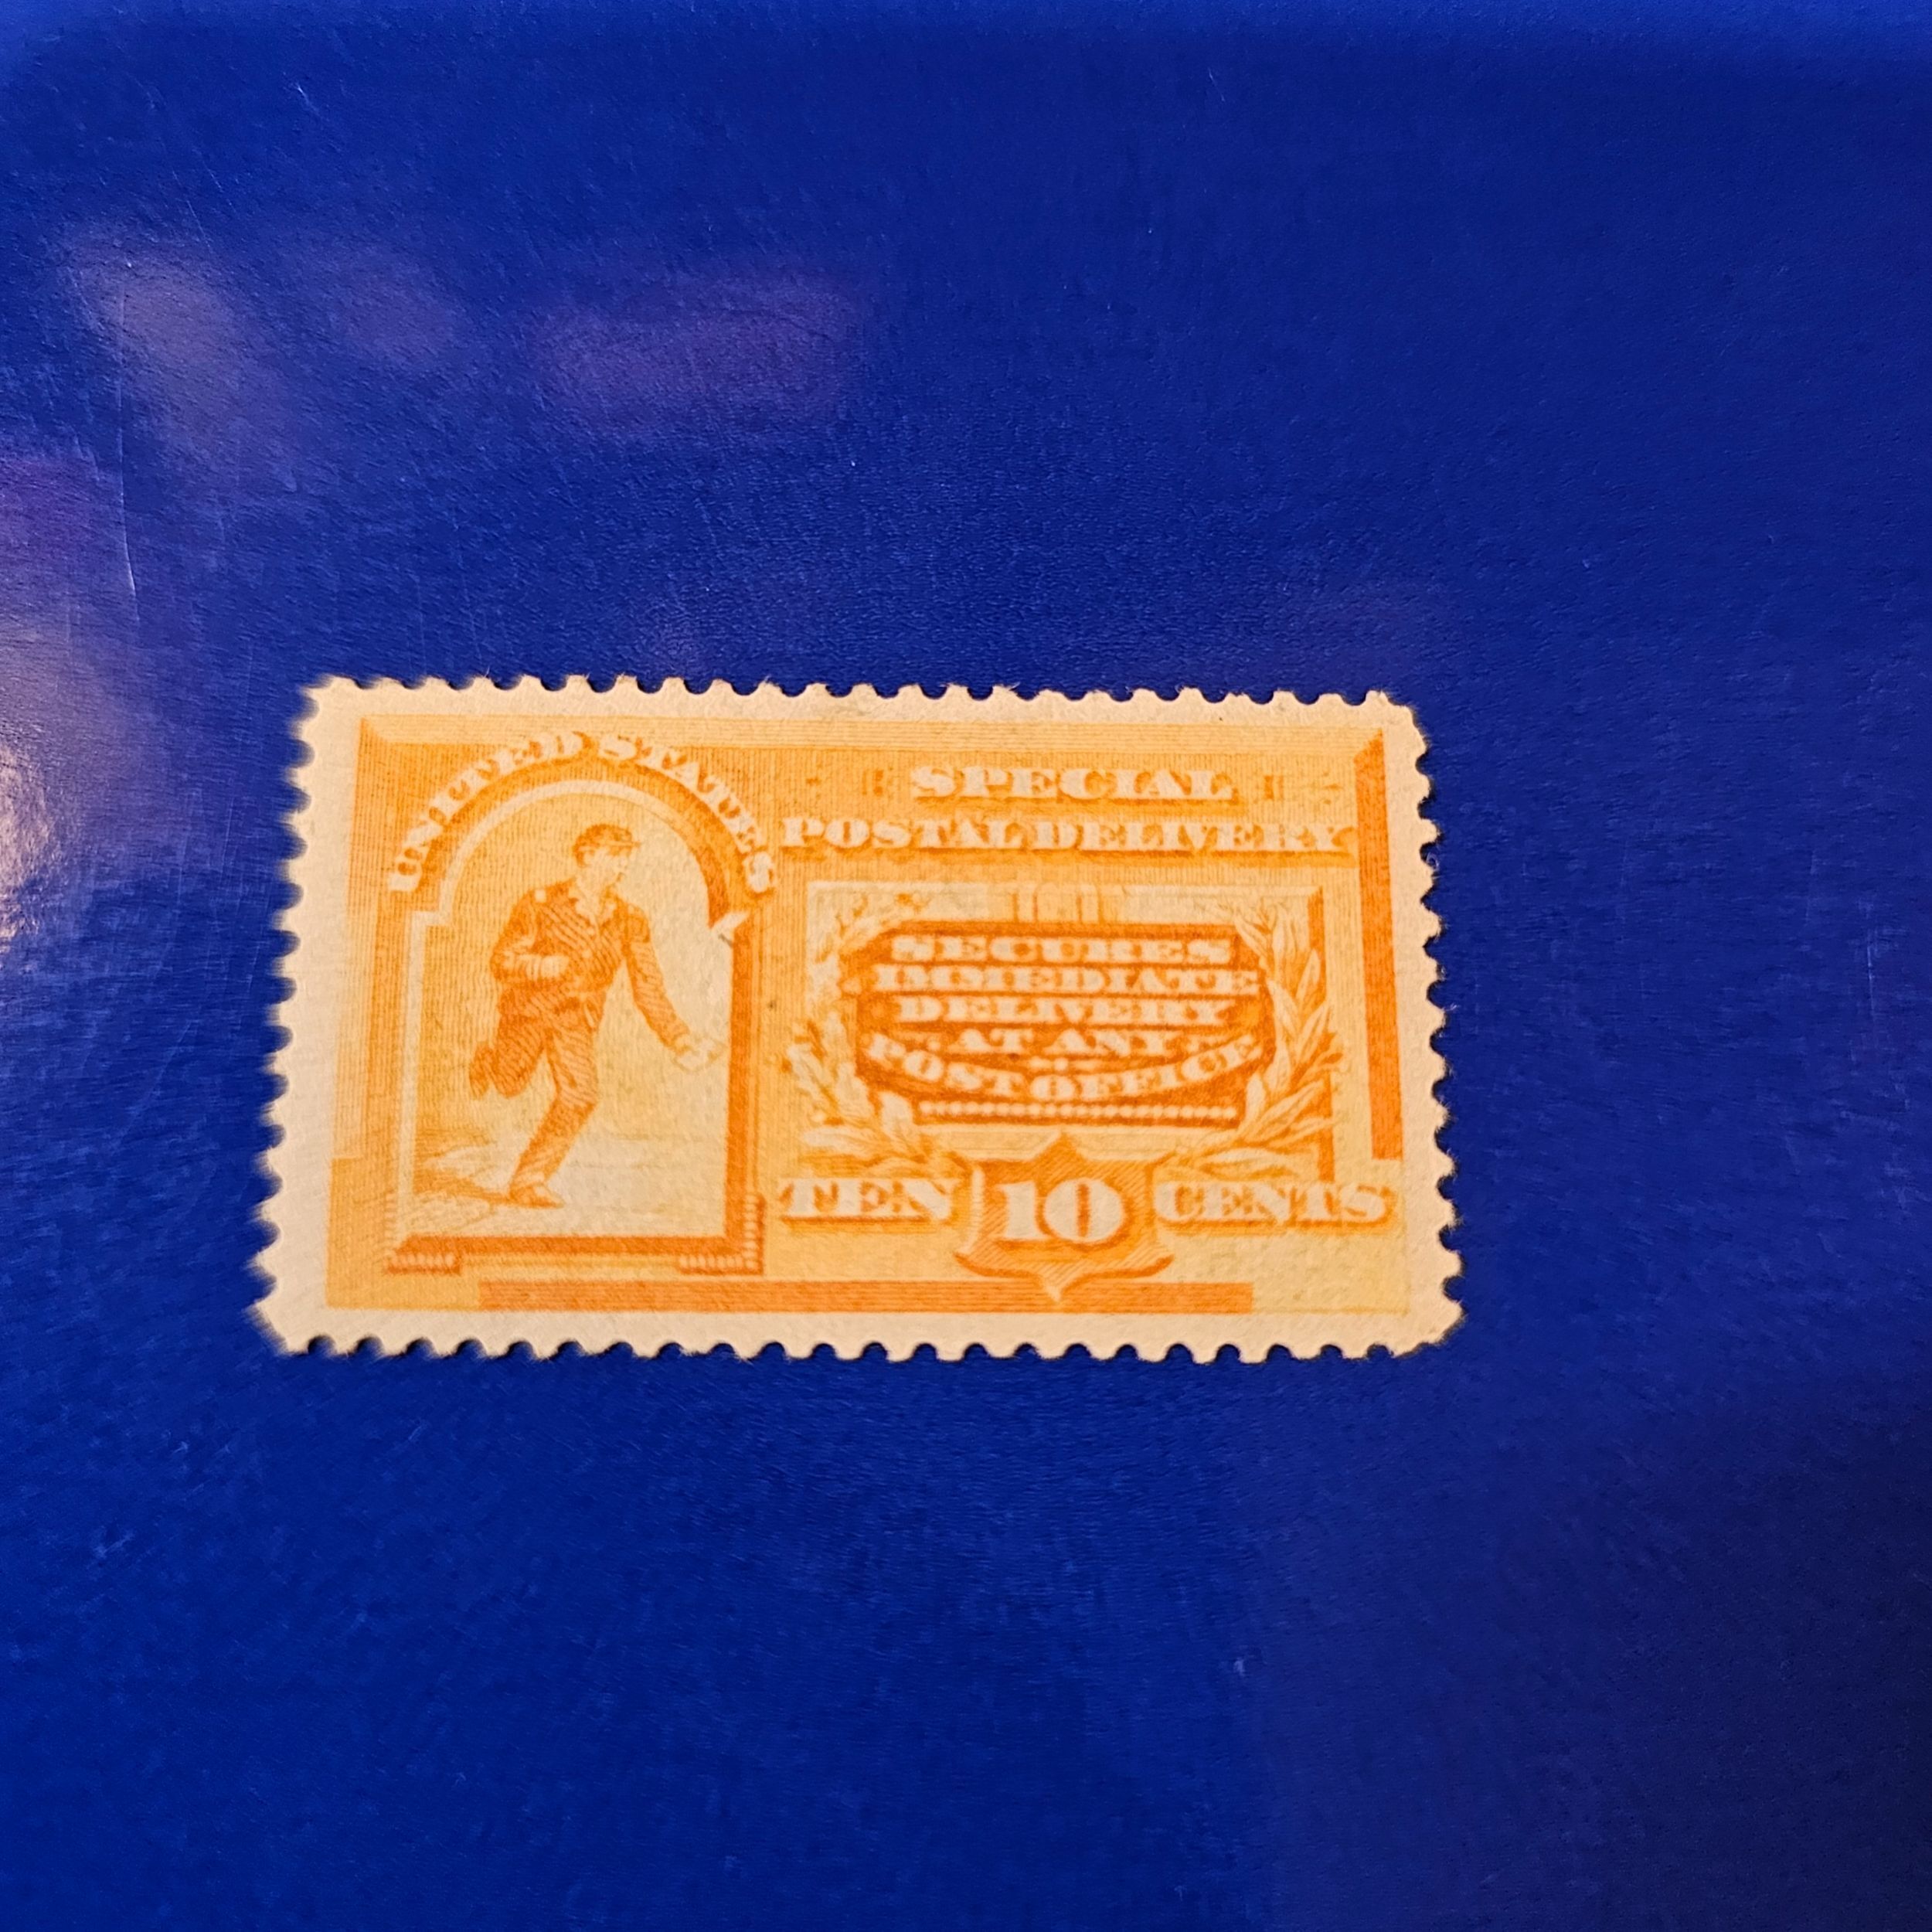 UNITED STATES
SPECIAL
POSTAL DELIVERY
SECURES
IMMEDIATE
DELIVERY
AT ANY
POST OFFICE
TEN 10 CENTS